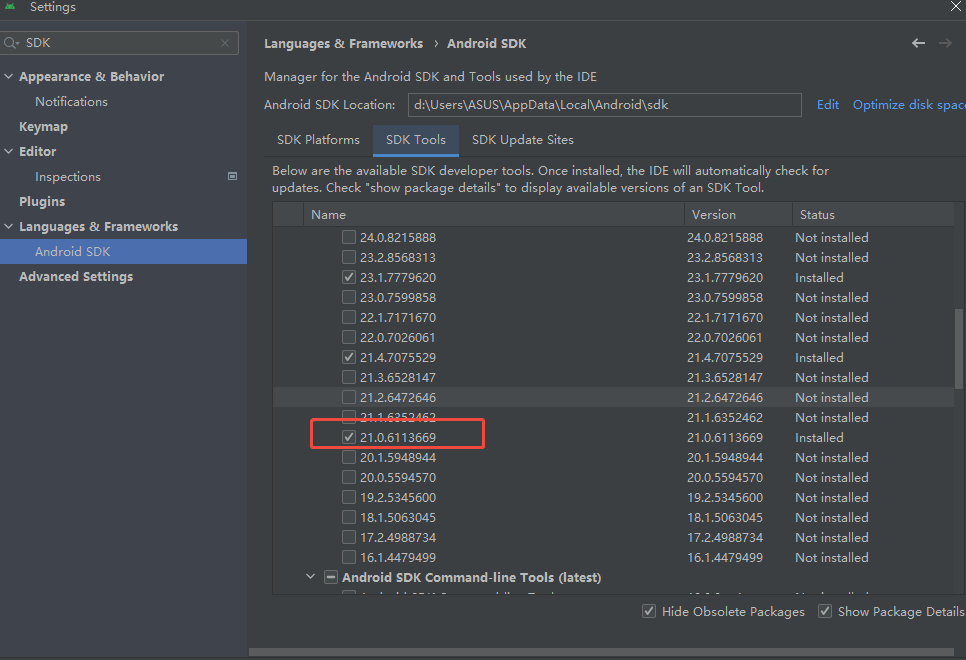 Settings
SDK
Appearance & Behavior
Notifications
Keymap
Editor
Inspections
Plugins
Languages & Frameworks
Android SDK
Advanced Settings
Languages & Frameworks › Android SDK
Manager for the Android SDK and Tools used by the IDE
Android SDK Location: d:\Users\ASUS\AppData\Local\Android\sdk Edit Optimize disk space
SDK Platforms SDK Tools SDK Update Sites
Below are the available SDK developer tools. Once installed, the IDE will automatically check for
updates. Check "show package details" to display available versions of an SDK Tool.
Name Version Status
24.0.8215888 24.0.8215888 Not installed
23.2.8568313 23.2.8568313 Not installed
23.1.7779620 23.1.7779620 Installed
23.0.7599858 23.0.7599858 Not installed
22.1.7171670 22.1.7171670 Not installed
22.0.7026061 22.0.7026061 Not installed
21.4.7075529 21.4.7075529 Installed
21.3.6528147 21.3.6528147 Not installed
21.2.6472646 21.2.6472646 Not installed
21.1.6352462 21.1.6352462 Not installed
21.0.6113669 21.0.6113669 Installed
20.1.5948944 20.1.5948944 Not installed
20.0.5594570 20.0.5594570 Not installed
19.2.5345600 19.2.5345600 Not installed
18.1.5063045 18.1.5063045 Not installed
17.2.4988734 17.2.4988734 Not installed
16.1.4479499 16.1.4479499 Not installed
Android SDK Command-line Tools (latest)
Hide Obsolete Packages Show Package Details